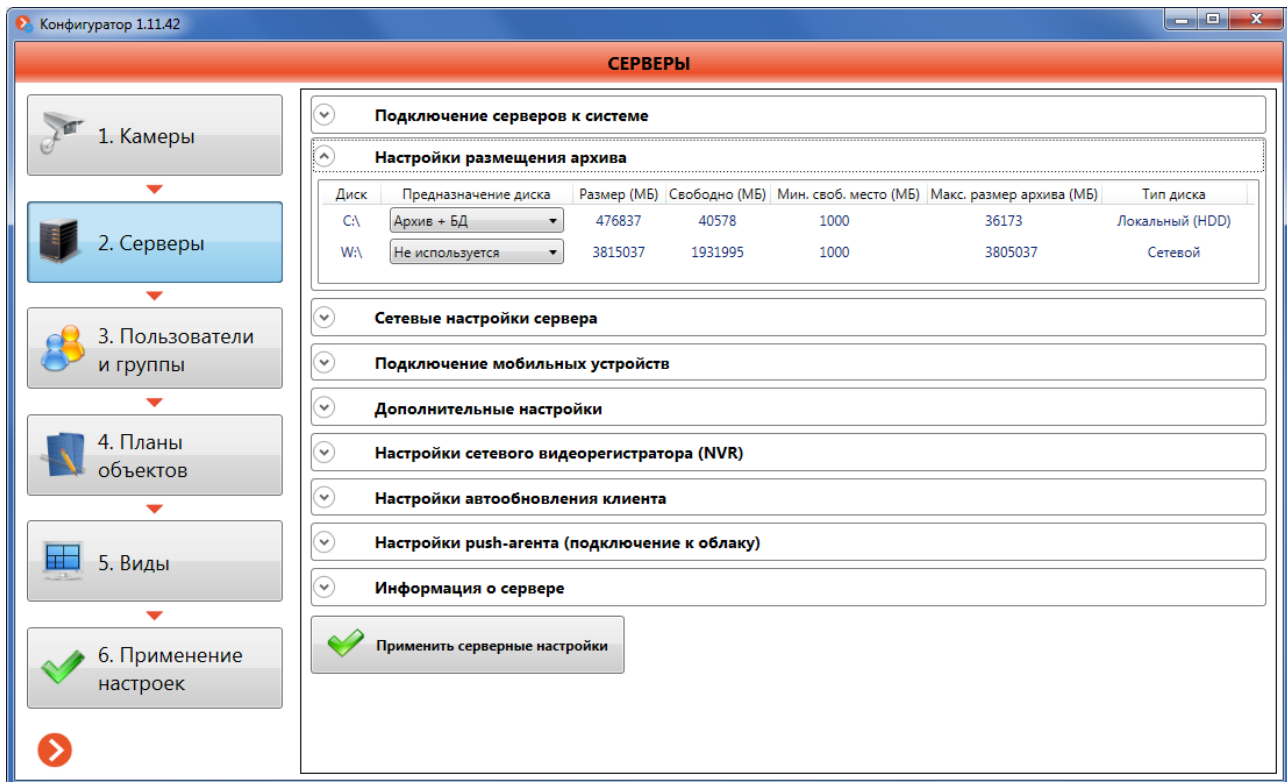 Конфигуратор 1.11.42
СЕРВЕРЫ
1. Камеры
2. Серверы
3. Пользователи
и группы
4. Планы
объектов
5. Виды
6. Применение
настроек
Подключение серверов к системе
Настройки размещения архива
Диск Предназначение диска Размер (МБ) Свободно (МБ) Мин. своб. место (МБ) Макс. размер архива (МБ) Тип диска
C:\ Архив + БД 476837 40578 1000 36173 Локальный (HDD)
W:\ Не используется 3815037 1931995 1000 3805037 Сетевой
Сетевые настройки сервера
Подключение мобильных устройств
Дополнительные настройки
Настройки сетевого видеорегистратора (NVR)
Настройки автообновления клиента
Настройки push-агента (подключение к облаку)
Информация о сервере
Применить серверные настройки